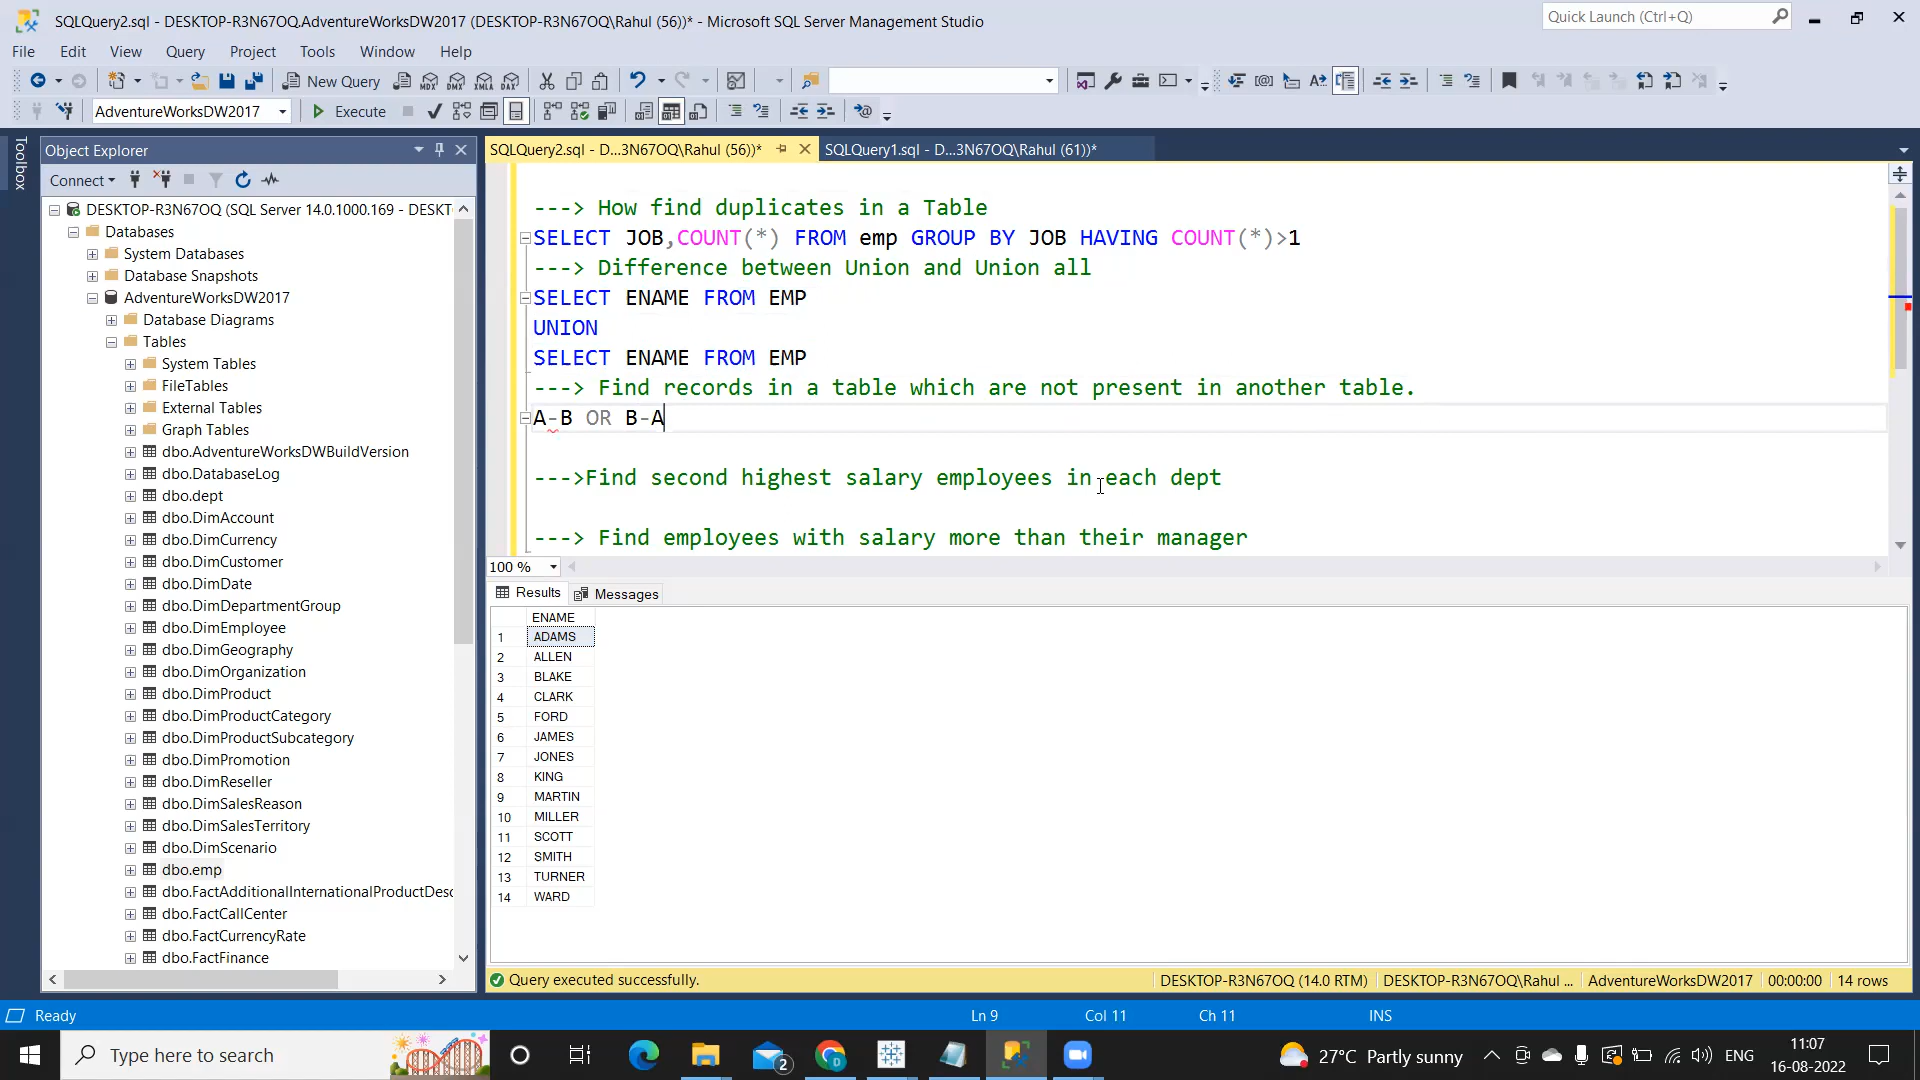 SQLQuery2.sql - DESKTOP-R3N67OQ.AdventureWorksDW2017 (DESKTOP-R3N67OQ\Rahul (56))* - Microsoft SQL Server Management Studio
Quick Launch (Ctrl+Q)
File Edit View Query Project Tools Window Help
New Query
MDX DMX XMLA DAX
AdventureWorksDW2017
Execute
Toolbox
Object Explorer
Connect
DESKTOP-R3N67OQ (SQL Server 14.0.1000.169 - DESKT
Databases
System Databases
Database Snapshots
AdventureWorksDW2017
Database Diagrams
Tables
System Tables
FileTables
External Tables
Graph Tables
dbo.AdventureWorksDWBuildVersion
dbo.DatabaseLog
dbo.dept
dbo.DimAccount
dbo.DimCurrency
dbo.DimCustomer
dbo.DimDate
dbo.DimDepartmentGroup
dbo.DimEmployee
dbo.DimGeography
dbo.DimOrganization
dbo.DimProduct
dbo.DimProductCategory
dbo.DimProductSubcategory
dbo.DimPromotion
dbo.DimReseller
dbo.DimSalesReason
dbo.DimSalesTerritory
dbo.DimScenario
dbo.emp
dbo.FactAdditionalInternationalProductDesc
dbo.FactCallCenter
dbo.FactCurrencyRate
dbo.FactFinance
SQLQuery2.sql - D...3N67OQ\Rahul (56))*
SQLQuery1.sql - D...3N67OQ\Rahul (61))*
---> How find duplicates in a Table
SELECT JOB,COUNT(*) FROM emp GROUP BY JOB HAVING COUNT(*)>1
---> Difference between Union and Union all
SELECT ENAME FROM EMP
UNION
SELECT ENAME FROM EMP
---> Find records in a table which are not present in another table.
A-B OR B-A
--->Find second highest salary employees in each dept
---> Find employees with salary more than their manager
100 %
Results Messages
ENAME
1 ADAMS
2 ALLEN
3 BLAKE
4 CLARK
5 FORD
6 JAMES
7 JONES
8 KING
9 MARTIN
10 MILLER
11 SCOTT
12 SMITH
13 TURNER
14 WARD
Query executed successfully.
DESKTOP-R3N67OQ (14.0 RTM) DESKTOP-R3N67OQ\Rahul ... AdventureWorksDW2017 00:00:00 14 rows
Ready
Ln 9 Col 11 Ch 11 INS
Type here to search
2
27°C Partly sunny
ENG
11:07
16-08-2022